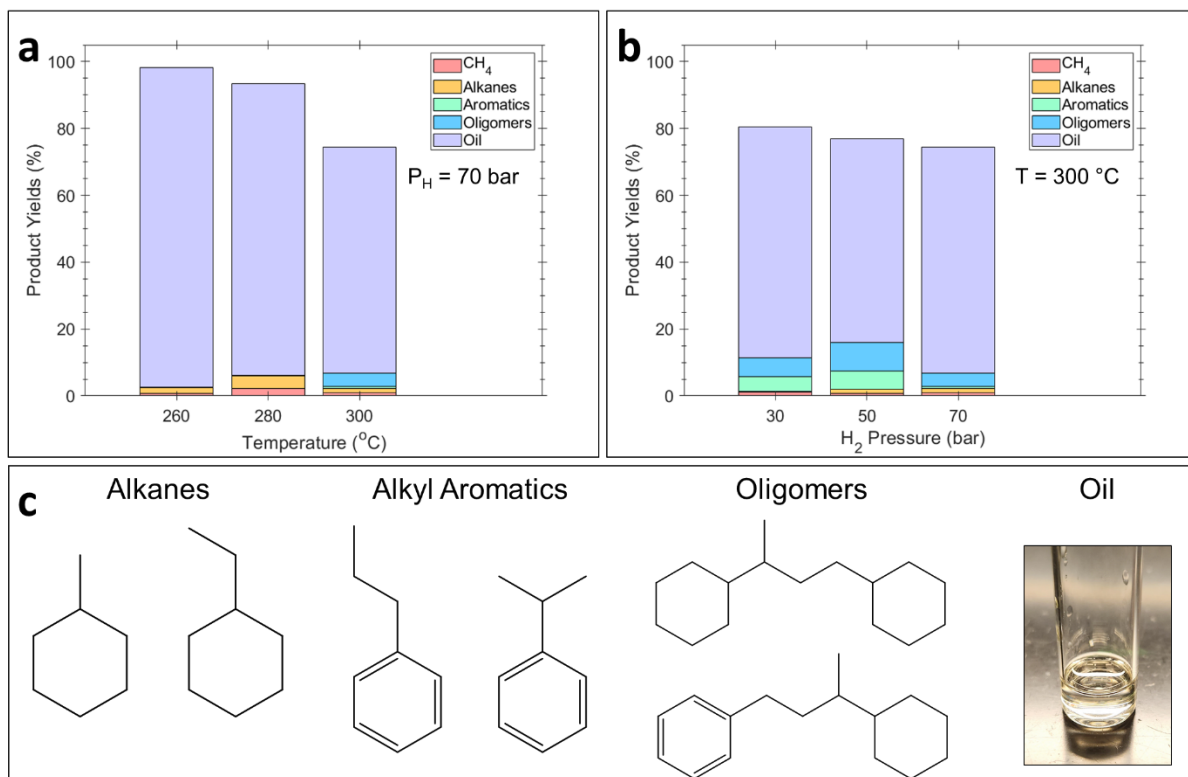 a
100
80
60
40
20
0
Product Yields (%)
260
280
300
Temperature (°C)
CH4
Alkanes
Aromatics
Oligomers
Oil
PH = 70 bar
b
100
80
60
40
20
0
Product Yields (%)
30
50
70
H2 Pressure (bar)
CH4
Alkanes
Aromatics
Oligomers
Oil
T = 300 °C
c
Alkanes
Alkyl Aromatics
Oligomers
Oil